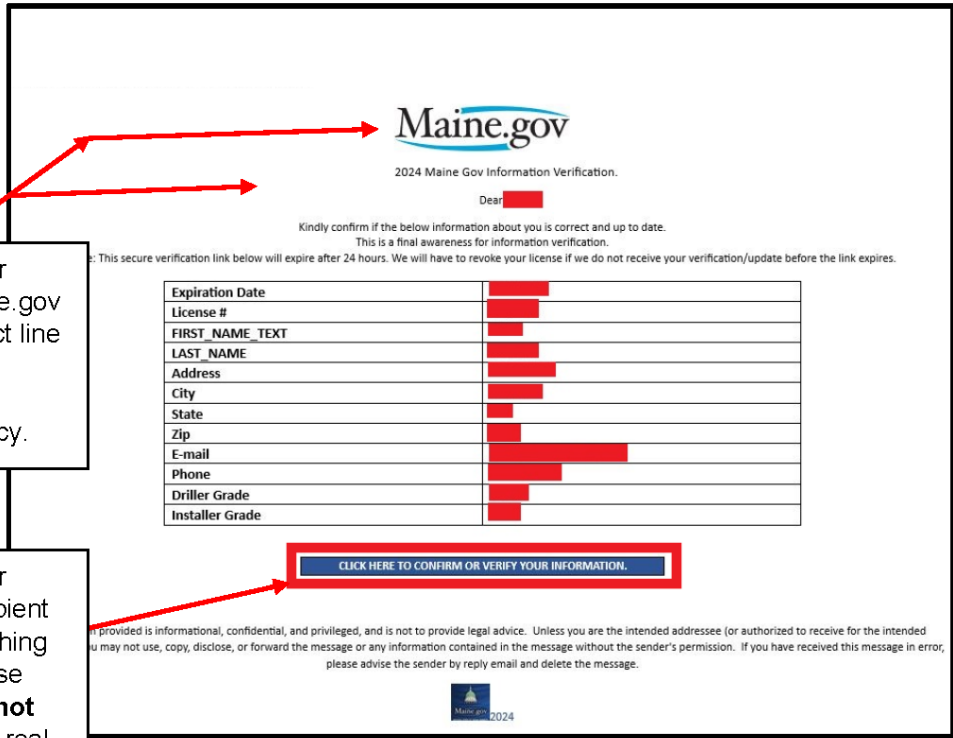 Maine.gov
2024 Maine Gov Information Verification.
Dear
Kindly confirm if the below information about you is correct and up to date.
This is a final awareness for information verification.
e: This secure verification link below will expire after 24 hours. We will have to revoke your license if we do not receive your verification/update before the link expires.
r
e.gov
ct line
cy.
Expiration Date
License #
FIRST_NAME_TEXT
LAST_NAME
Address
City
State
Zip
E-mail
Phone
Driller Grade
Installer Grade
CLICK HERE TO CONFIRM OR VERIFY YOUR INFORMATION.
r
pient
hing
se
not
real
n provided is informational, confidential, and privileged, and is not to provide legal advice. Unless you are the intended addressee (or authorized to receive for the intended
u may not use, copy, disclose, or forward the message or any information contained in the message without the sender's permission. If you have received this message in error,
please advise the sender by reply email and delete the message.
Maine.gov
2024